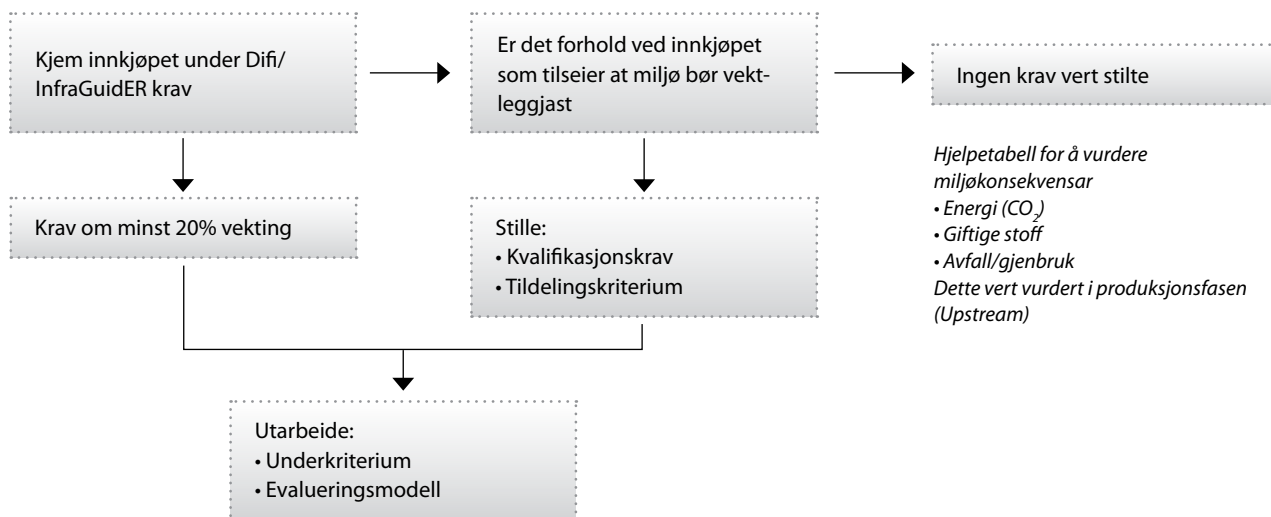 Kjem innkjøpet under Difi/
InfraGuidER krav
Er det forhold ved innkjøpet
som tilseier at miljø bør vekt-
leggjast
Ingen krav vert stilte
Hjelpetabell for å vurdere
miljøkonsekvensar
• Energi (CO₂)
• Giftige stoff
• Avfall/gjenbruk
Dette vert vurdert i produksjonsfasen
(Upstream)
Krav om minst 20% vekting
Stille:
• Kvalifikasjonskrav
• Tildelingskriterium
Utarbeide:
• Underkriterium
• Evalueringsmodell